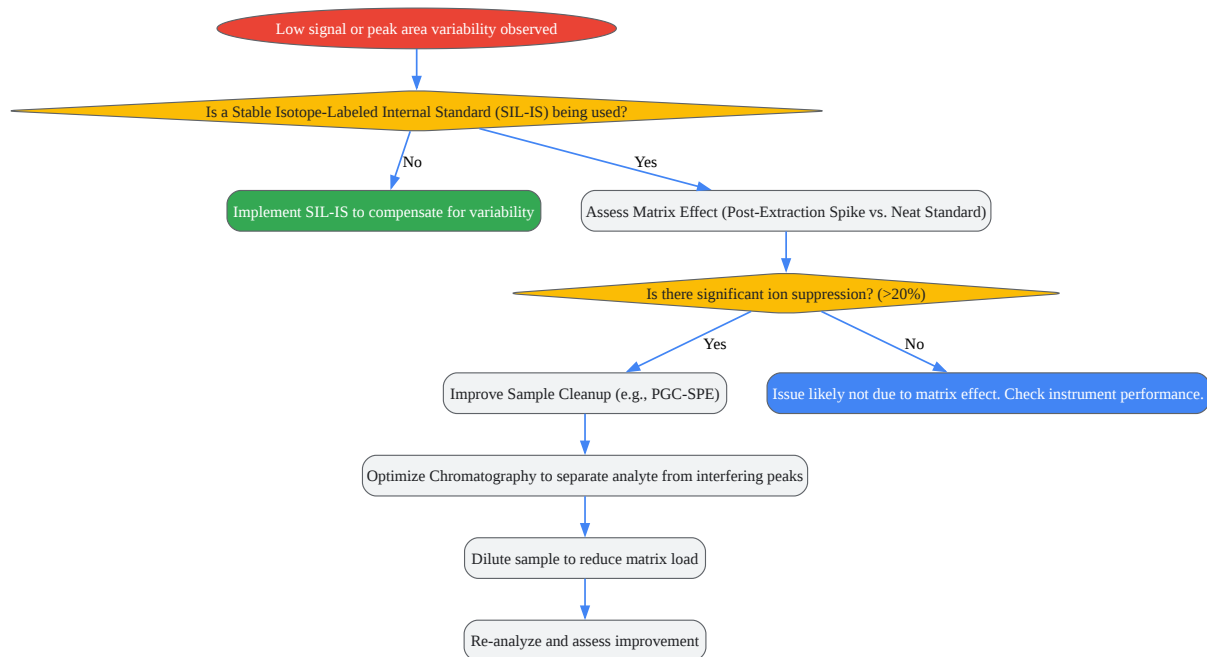 Low signal or peak area variability observed
Is a Stable Isotope-Labeled Internal Standard (SIL-IS) being used?
No
Yes
Implement SIL-IS to compensate for variability
Assess Matrix Effect (Post-Extraction Spike vs. Neat Standard)
Is there significant ion suppression? (>20%)
Yes
No
Improve Sample Cleanup (e.g., PGC-SPE)
Issue likely not due to matrix effect. Check instrument performance.
Optimize Chromatography to separate analyte from interfering peaks
Dilute sample to reduce matrix load
Re-analyze and assess improvement